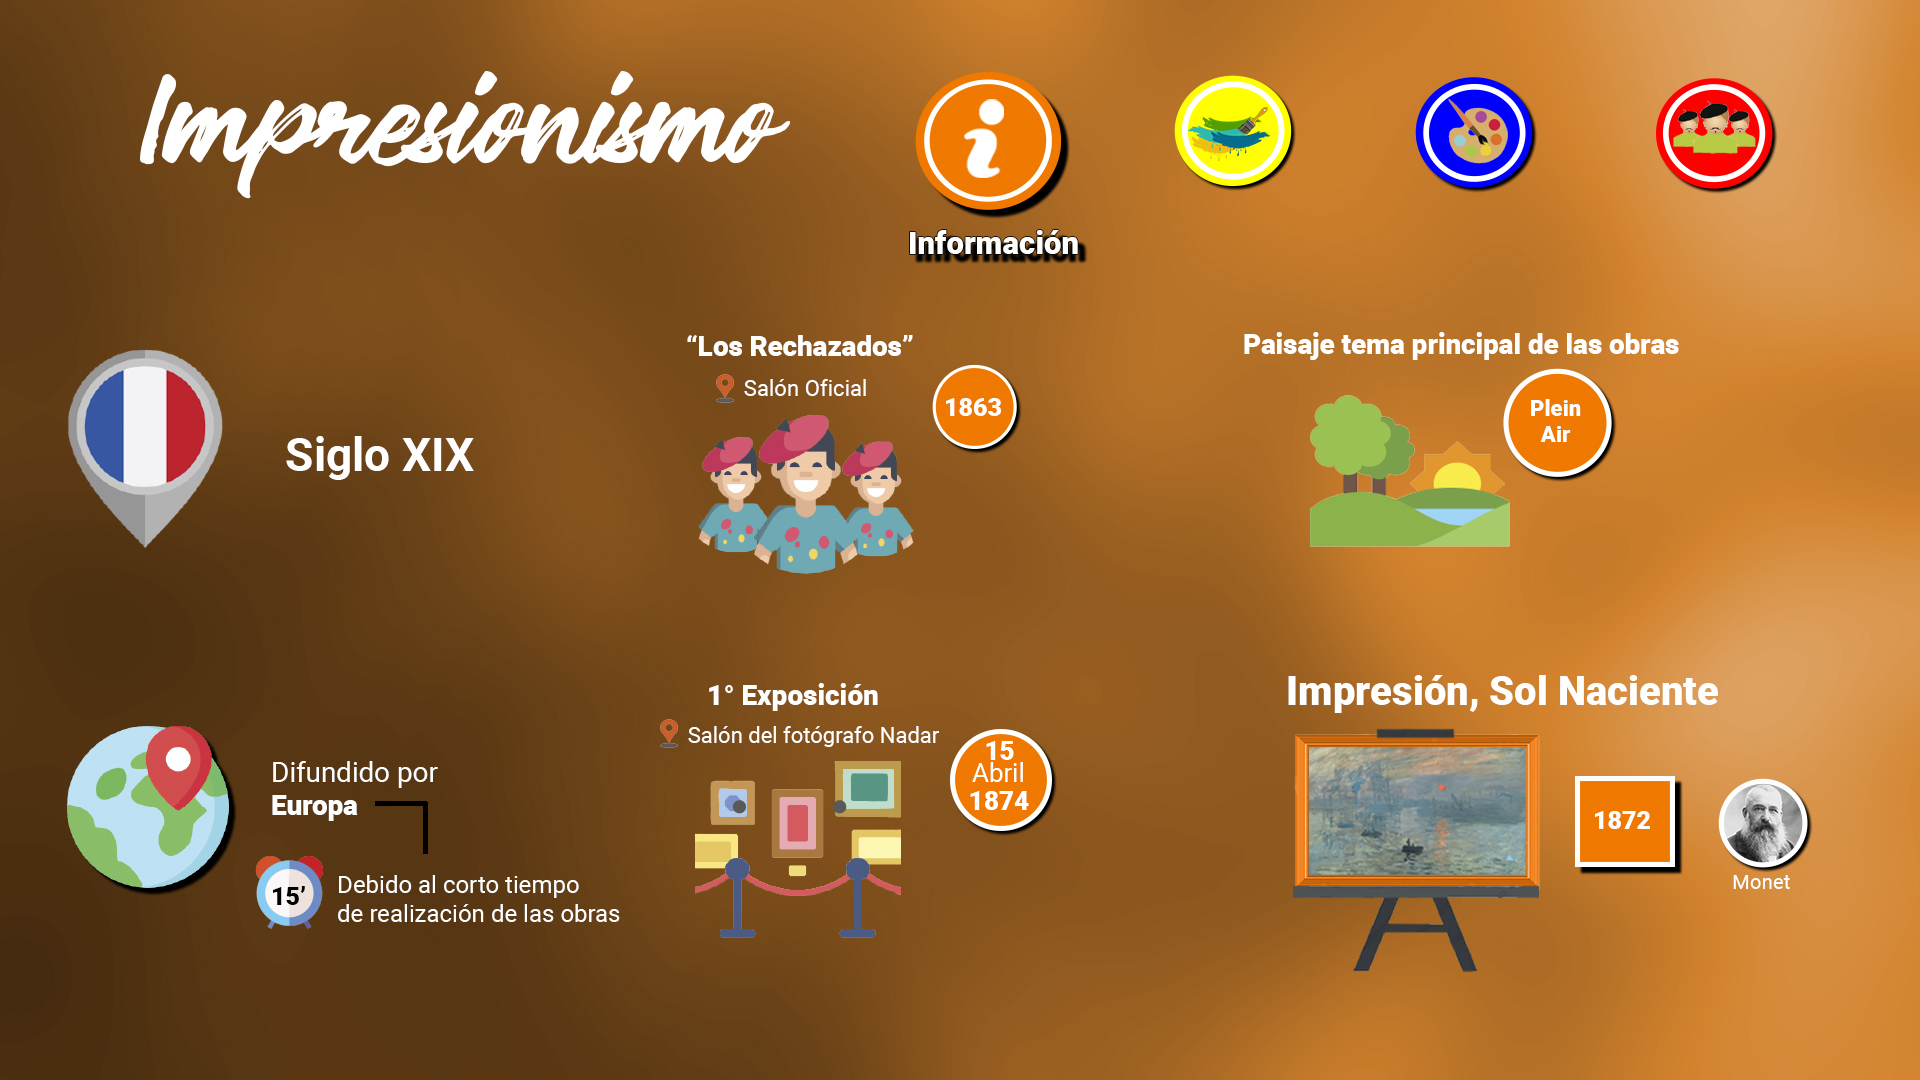 Impresionismo
Información
Siglo XIX
“Los Rechazados”
Salón Oficial
1863
Paisaje tema principal de las obras
Plein
Air
Difundido por
Europa
15’
Debido al corto tiempo
de realización de las obras
1° Exposición
Salón del fotógrafo Nadar
15
Abril
1874
Impresión, Sol Naciente
1872
Monet